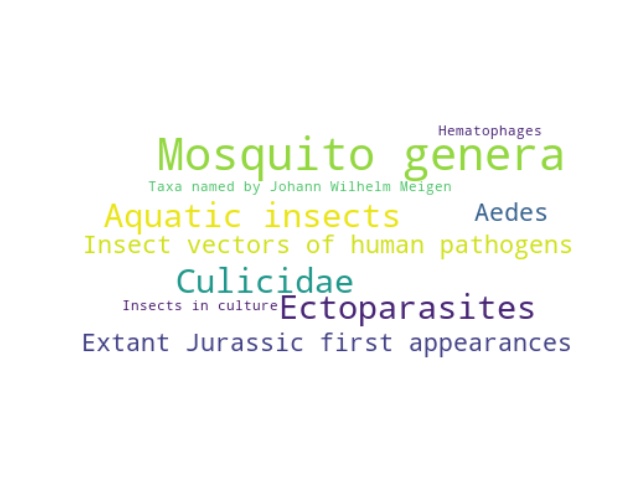 Hematophages
Mosquito genera
Taxa named by Johann Wilhelm Meigen
Aquatic insects
Aedes
Insect vectors of human pathogens
Culicidae
Insects in culture
Ectoparasites
Extant Jurassic first appearances